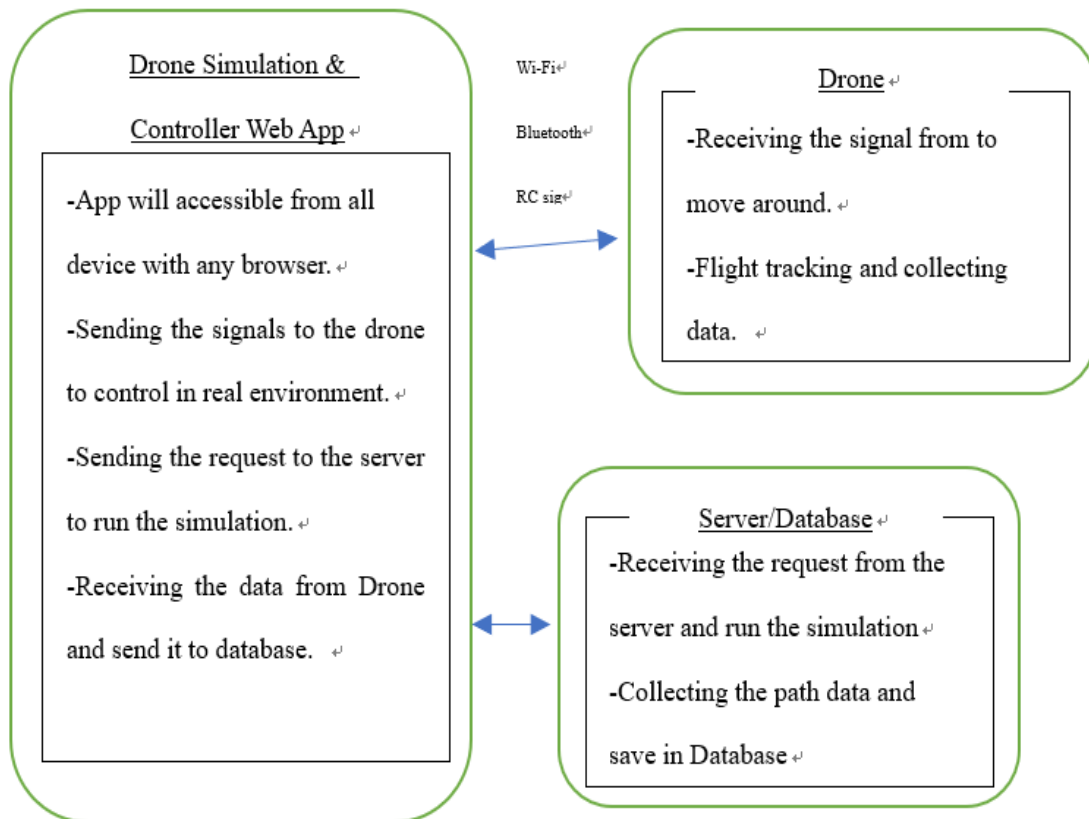 Drone Simulation &
Controller Web App
-App will accessible from all
device with any browser.
-Sending the signals to the drone
to control in real environment.
-Sending the request to the server
to run the simulation.
-Receiving the data from Drone
and send it to database.
Wi-Fi
Bluetooth
RC sig
Drone
-Receiving the signal from to
move around.
-Flight tracking and collecting
data.
Server/Database
-Receiving the request from the
server and run the simulation
-Collecting the path data and
save in Database